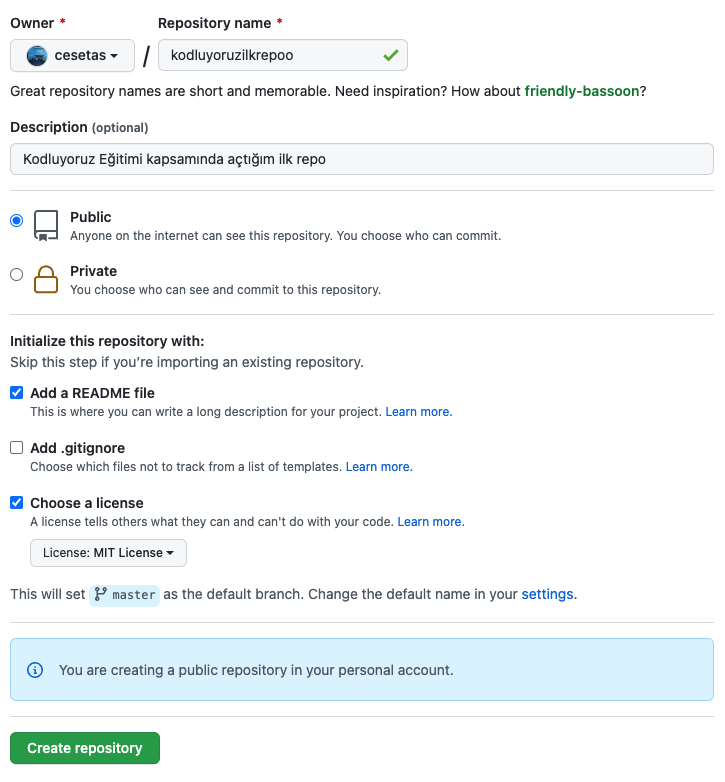 Owner * Repository name *
cesetas / kodluyoruzilkrepoo
Great repository names are short and memorable. Need inspiration? How about friendly-bassoon?
Description (optional)
Kodluyoruz Eğitimi kapsamında açtığım ilk repo
Public
Anyone on the internet can see this repository. You choose who can commit.
Private
You choose who can see and commit to this repository.
Initialize this repository with:
Skip this step if you’re importing an existing repository.
Add a README file
This is where you can write a long description for your project. Learn more.
Add .gitignore
Choose which files not to track from a list of templates. Learn more.
Choose a license
A license tells others what they can and can't do with your code. Learn more.
License: MIT License
This will set master as the default branch. Change the default name in your settings.
You are creating a public repository in your personal account.
Create repository